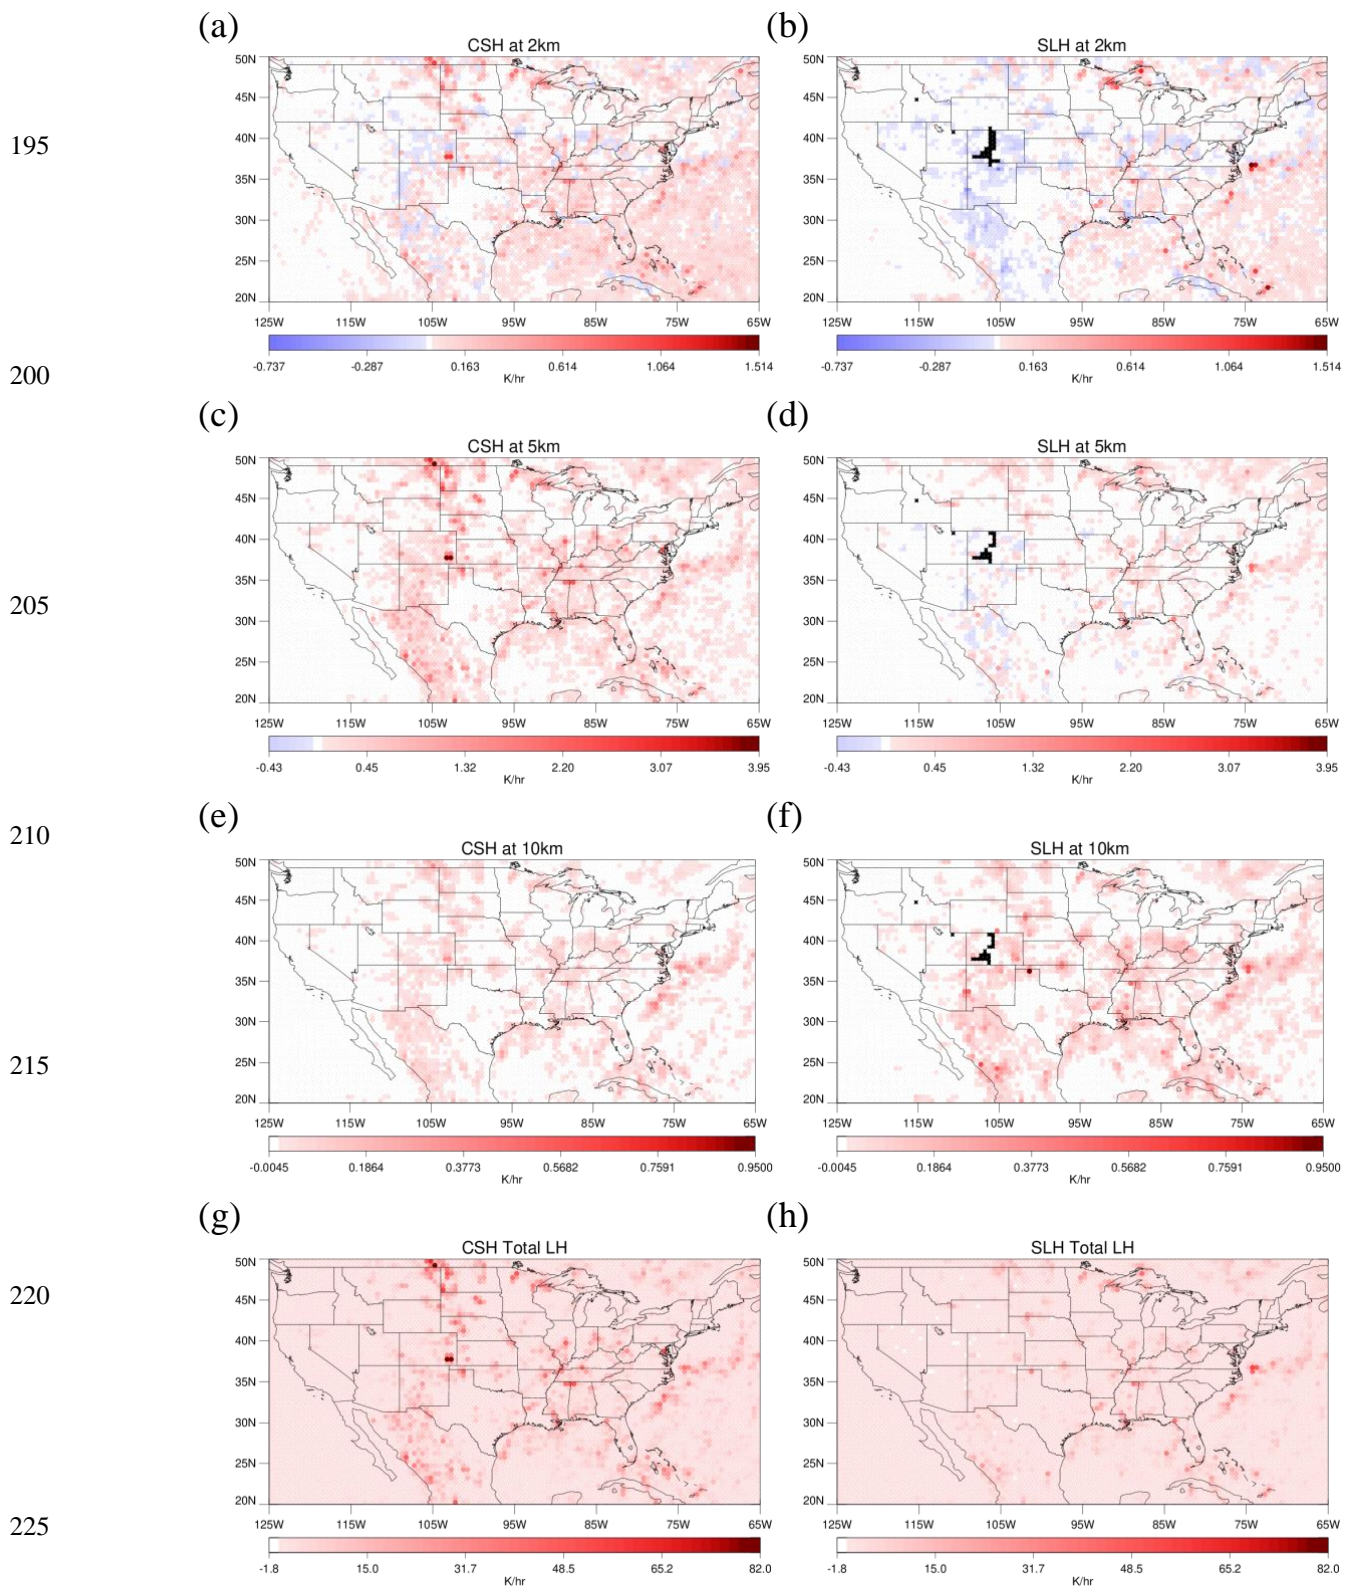 (a) (b)
CSH at 2km SLH at 2km
50N 50N
45N 45N
195 40N 40N
35N 35N
30N 30N
25N 25N
20N 20N
125W 115W 105W 95W 85W 75W 65W 125W 115W 105W 95W 85W 75W 65W
-0.737 -0.287 0.163 0.614 1.064 1.514 -0.737 -0.287 0.163 0.614 1.064 1.514
200 K/hr K/hr
(c) (d)
CSH at 5km SLH at 5km
50N 50N
45N 45N
40N 40N
205 35N 35N
30N 30N
25N 25N
20N 20N
125W 115W 105W 95W 85W 75W 65W 125W 115W 105W 95W 85W 75W 65W
-0.43 0.45 1.32 2.20 3.07 3.95 -0.43 0.45 1.32 2.20 3.07 3.95
K/hr K/hr
(e) (f)
210
CSH at 10km SLH at 10km
50N 50N
45N 45N
40N 40N
35N 35N
30N 30N
215 25N 25N
20N 20N
125W 115W 105W 95W 85W 75W 65W 125W 115W 105W 95W 85W 75W 65W
-0.0045 0.1864 0.3773 0.5682 0.7591 0.9500 -0.0045 0.1864 0.3773 0.5682 0.7591 0.9500
K/hr K/hr
(g) (h)
CSH Total LH SLH Total LH
50N 50N
220 45N 45N
40N 40N
35N 35N
30N 30N
25N 25N
20N 20N
225 125W 115W 105W 95W 85W 75W 65W 125W 115W 105W 95W 85W 75W 65W
-1.8 15.0 31.7 48.5 65.2 82.0 -1.8 15.0 31.7 48.5 65.2 82.0
K/hr K/hr